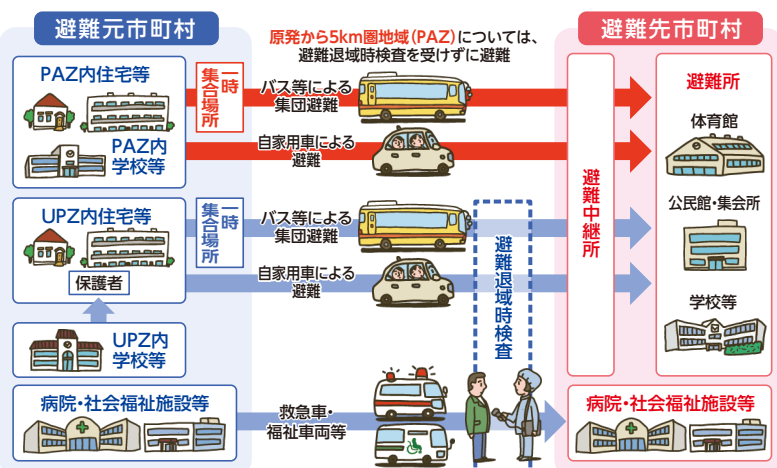 避難元市町村
原発から5km圏地域(PAZ)については、
避難退域時検査を受けずに避難
避難先市町村
PAZ内住宅等
一時
集合場所
バス等による
集団避難
PAZ内
学校等
自家用車による
避難
UPZ内住宅等
保護者
一時
集合場所
バス等による
集団避難
自家用車による
避難
UPZ内
学校等
避難退域時検査
避難中継所
避難所
体育館
公民館・集会所
学校等
病院・社会福祉施設等
救急車・
福祉車両等
病院・社会福祉施設等